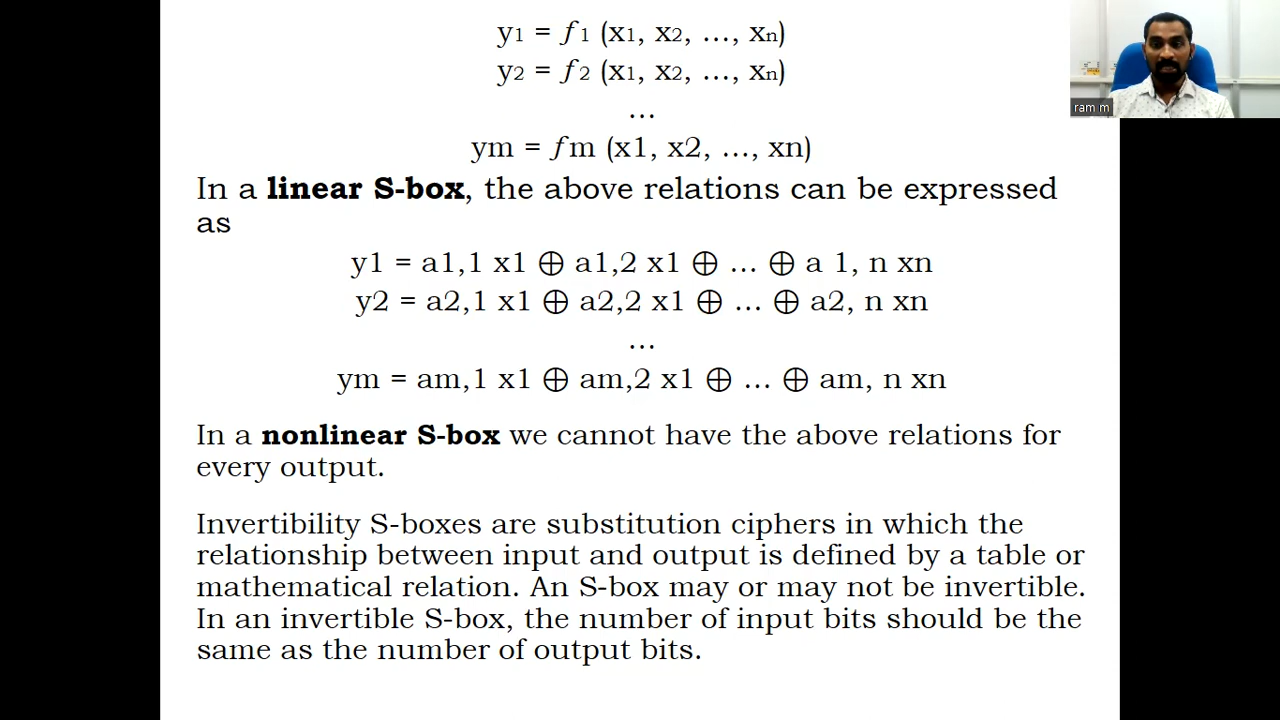 y1 = f1 (x1, x2, …, xn)
y2 = f2 (x1, x2, …, xn)
…
ym = fm (x1, x2, …, xn)
In a linear S-box, the above relations can be expressed
as
y1 = a1,1 x1 ⊕ a1,2 x1 ⊕ … ⊕ a 1, n xn
y2 = a2,1 x1 ⊕ a2,2 x1 ⊕ … ⊕ a2, n xn
…
ym = am,1 x1 ⊕ am,2 x1 ⊕ … ⊕ am, n xn
In a nonlinear S-box we cannot have the above relations for
every output.
Invertibility S-boxes are substitution ciphers in which the
relationship between input and output is defined by a table or
mathematical relation. An S-box may or may not be invertible.
In an invertible S-box, the number of input bits should be the
same as the number of output bits.
ram m